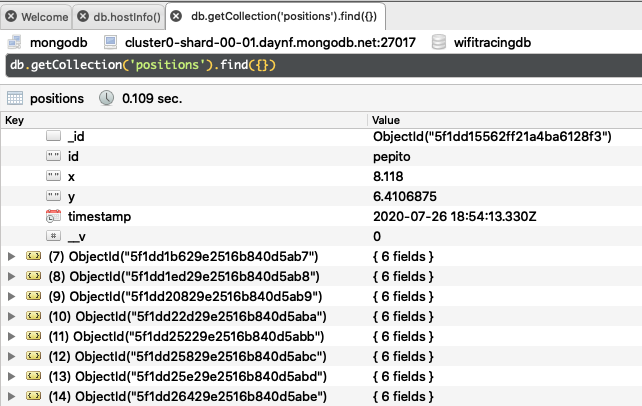 Welcome db.hostInfo() db.getCollection('positions').find({})
mongodb cluster0-shard-00-01.daynf.mongodb.net:27017 wifitracingdb
db.getCollection('positions').find({})
positions 0.109 sec.
Key Value
_id ObjectId("5f1dd15562ff21a4ba6128f3")
" " id pepito
" " x 8.118
" " y 6.4106875
timestamp 2020-07-26 18:54:13.330Z
# __v 0
(7) ObjectId("5f1dd1b629e2516b840d5ab7") { 6 fields }
(8) ObjectId("5f1dd1ed29e2516b840d5ab8") { 6 fields }
(9) ObjectId("5f1dd20829e2516b840d5ab9") { 6 fields }
(10) ObjectId("5f1dd22d29e2516b840d5aba") { 6 fields }
(11) ObjectId("5f1dd25229e2516b840d5abb") { 6 fields }
(12) ObjectId("5f1dd25829e2516b840d5abc") { 6 fields }
(13) ObjectId("5f1dd25e29e2516b840d5abd") { 6 fields }
(14) ObjectId("5f1dd26429e2516b840d5abe") { 6 fields }